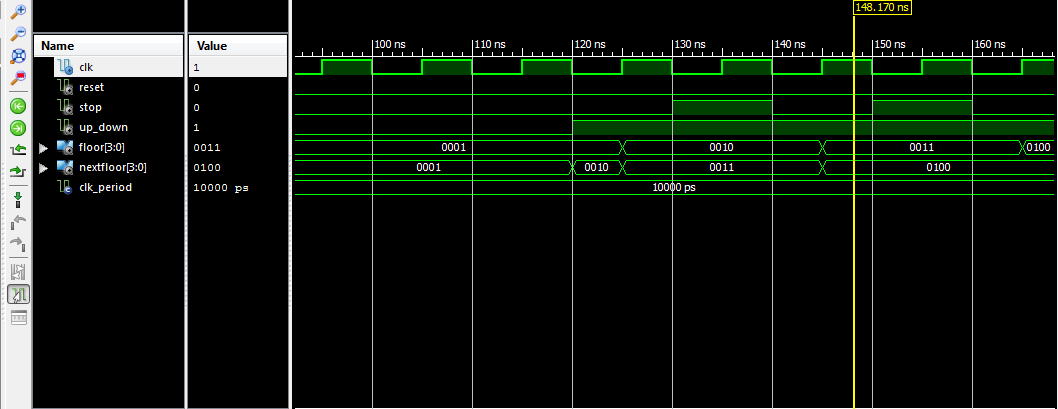 148.170 ns
Name Value 100 ns 110 ns 120 ns 130 ns 140 ns 150 ns 160 ns
clk 1
reset 0
stop 0
up_down 1
floor[3:0] 0011 0001 0010 0011 0100
nextfloor[3:0] 0100 0001 0010 0011 0100
clk_period 10000 ps 10000 ps